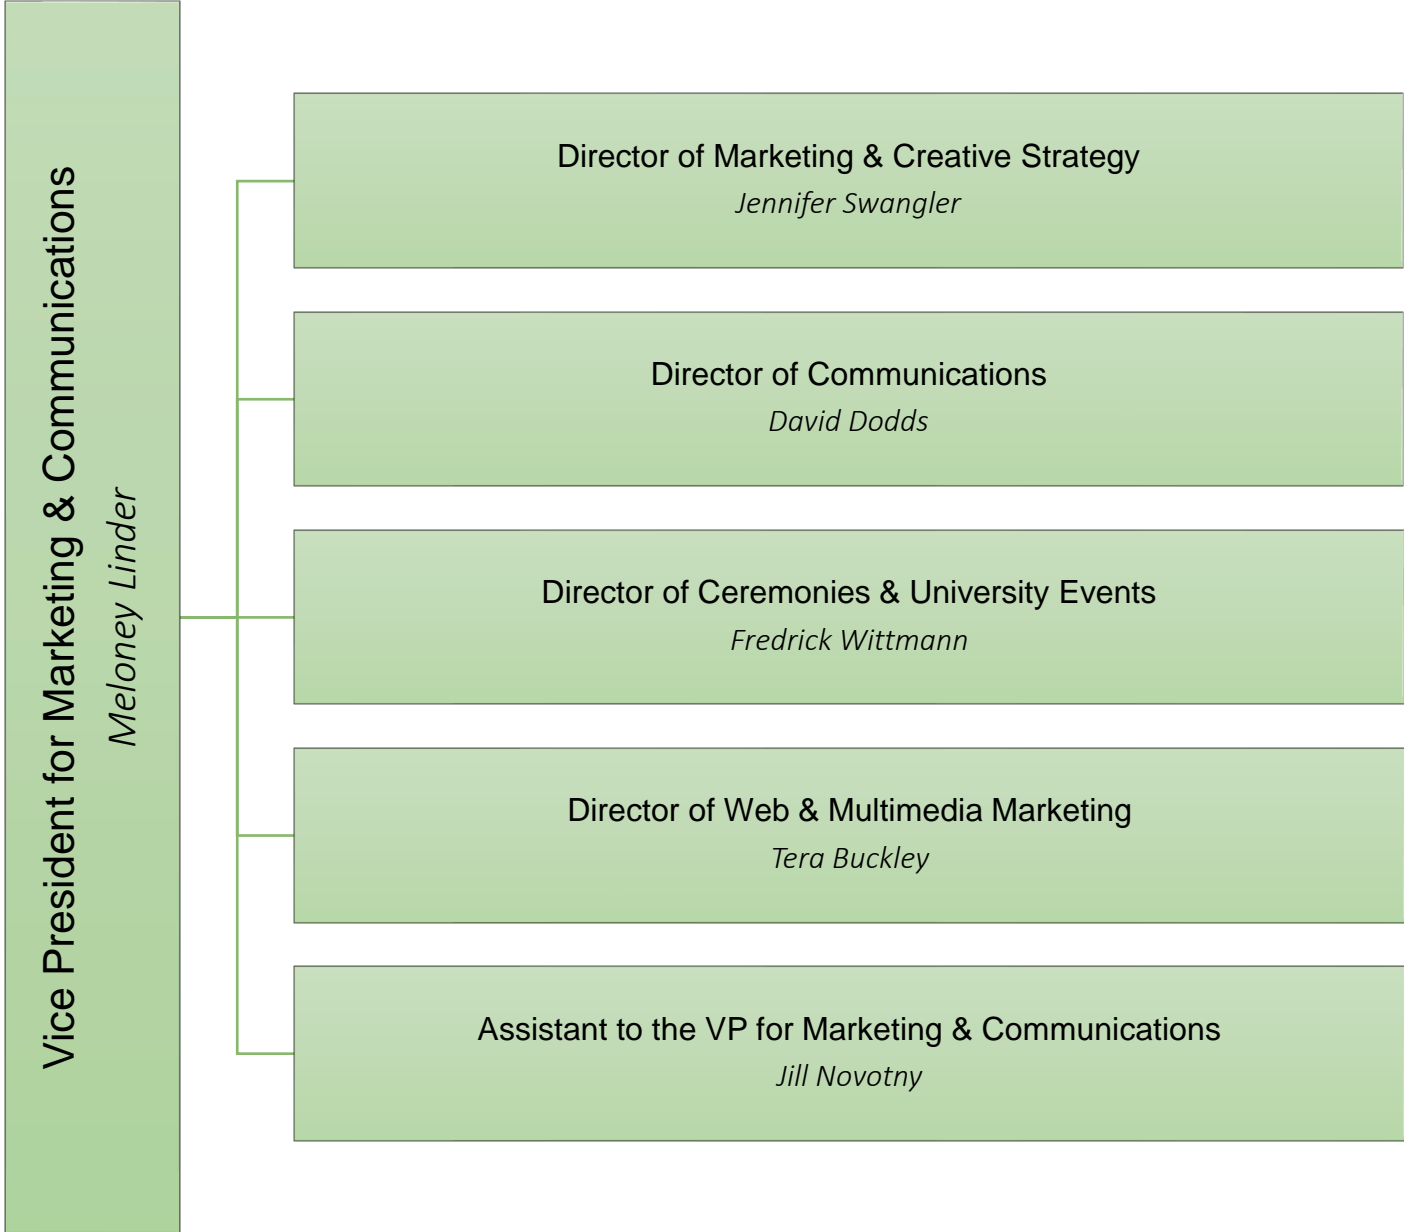 Vice President for Marketing & Communications
Meloney Linder
Director of Marketing & Creative Strategy
Jennifer Swangler
Director of Communications
David Dodds
Director of Ceremonies & University Events
Fredrick Wittmann
Director of Web & Multimedia Marketing
Tera Buckley
Assistant to the VP for Marketing & Communications
Jill Novotny